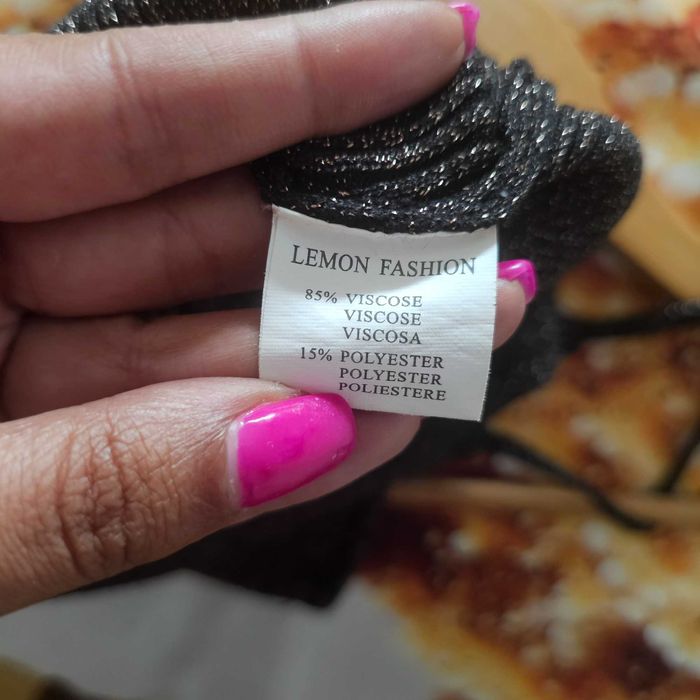 LEMON FASHION
85% VISCOSE
VISCOSE
VISCOSA
15% POLYESTER
POLYESTER
POLIESTERE